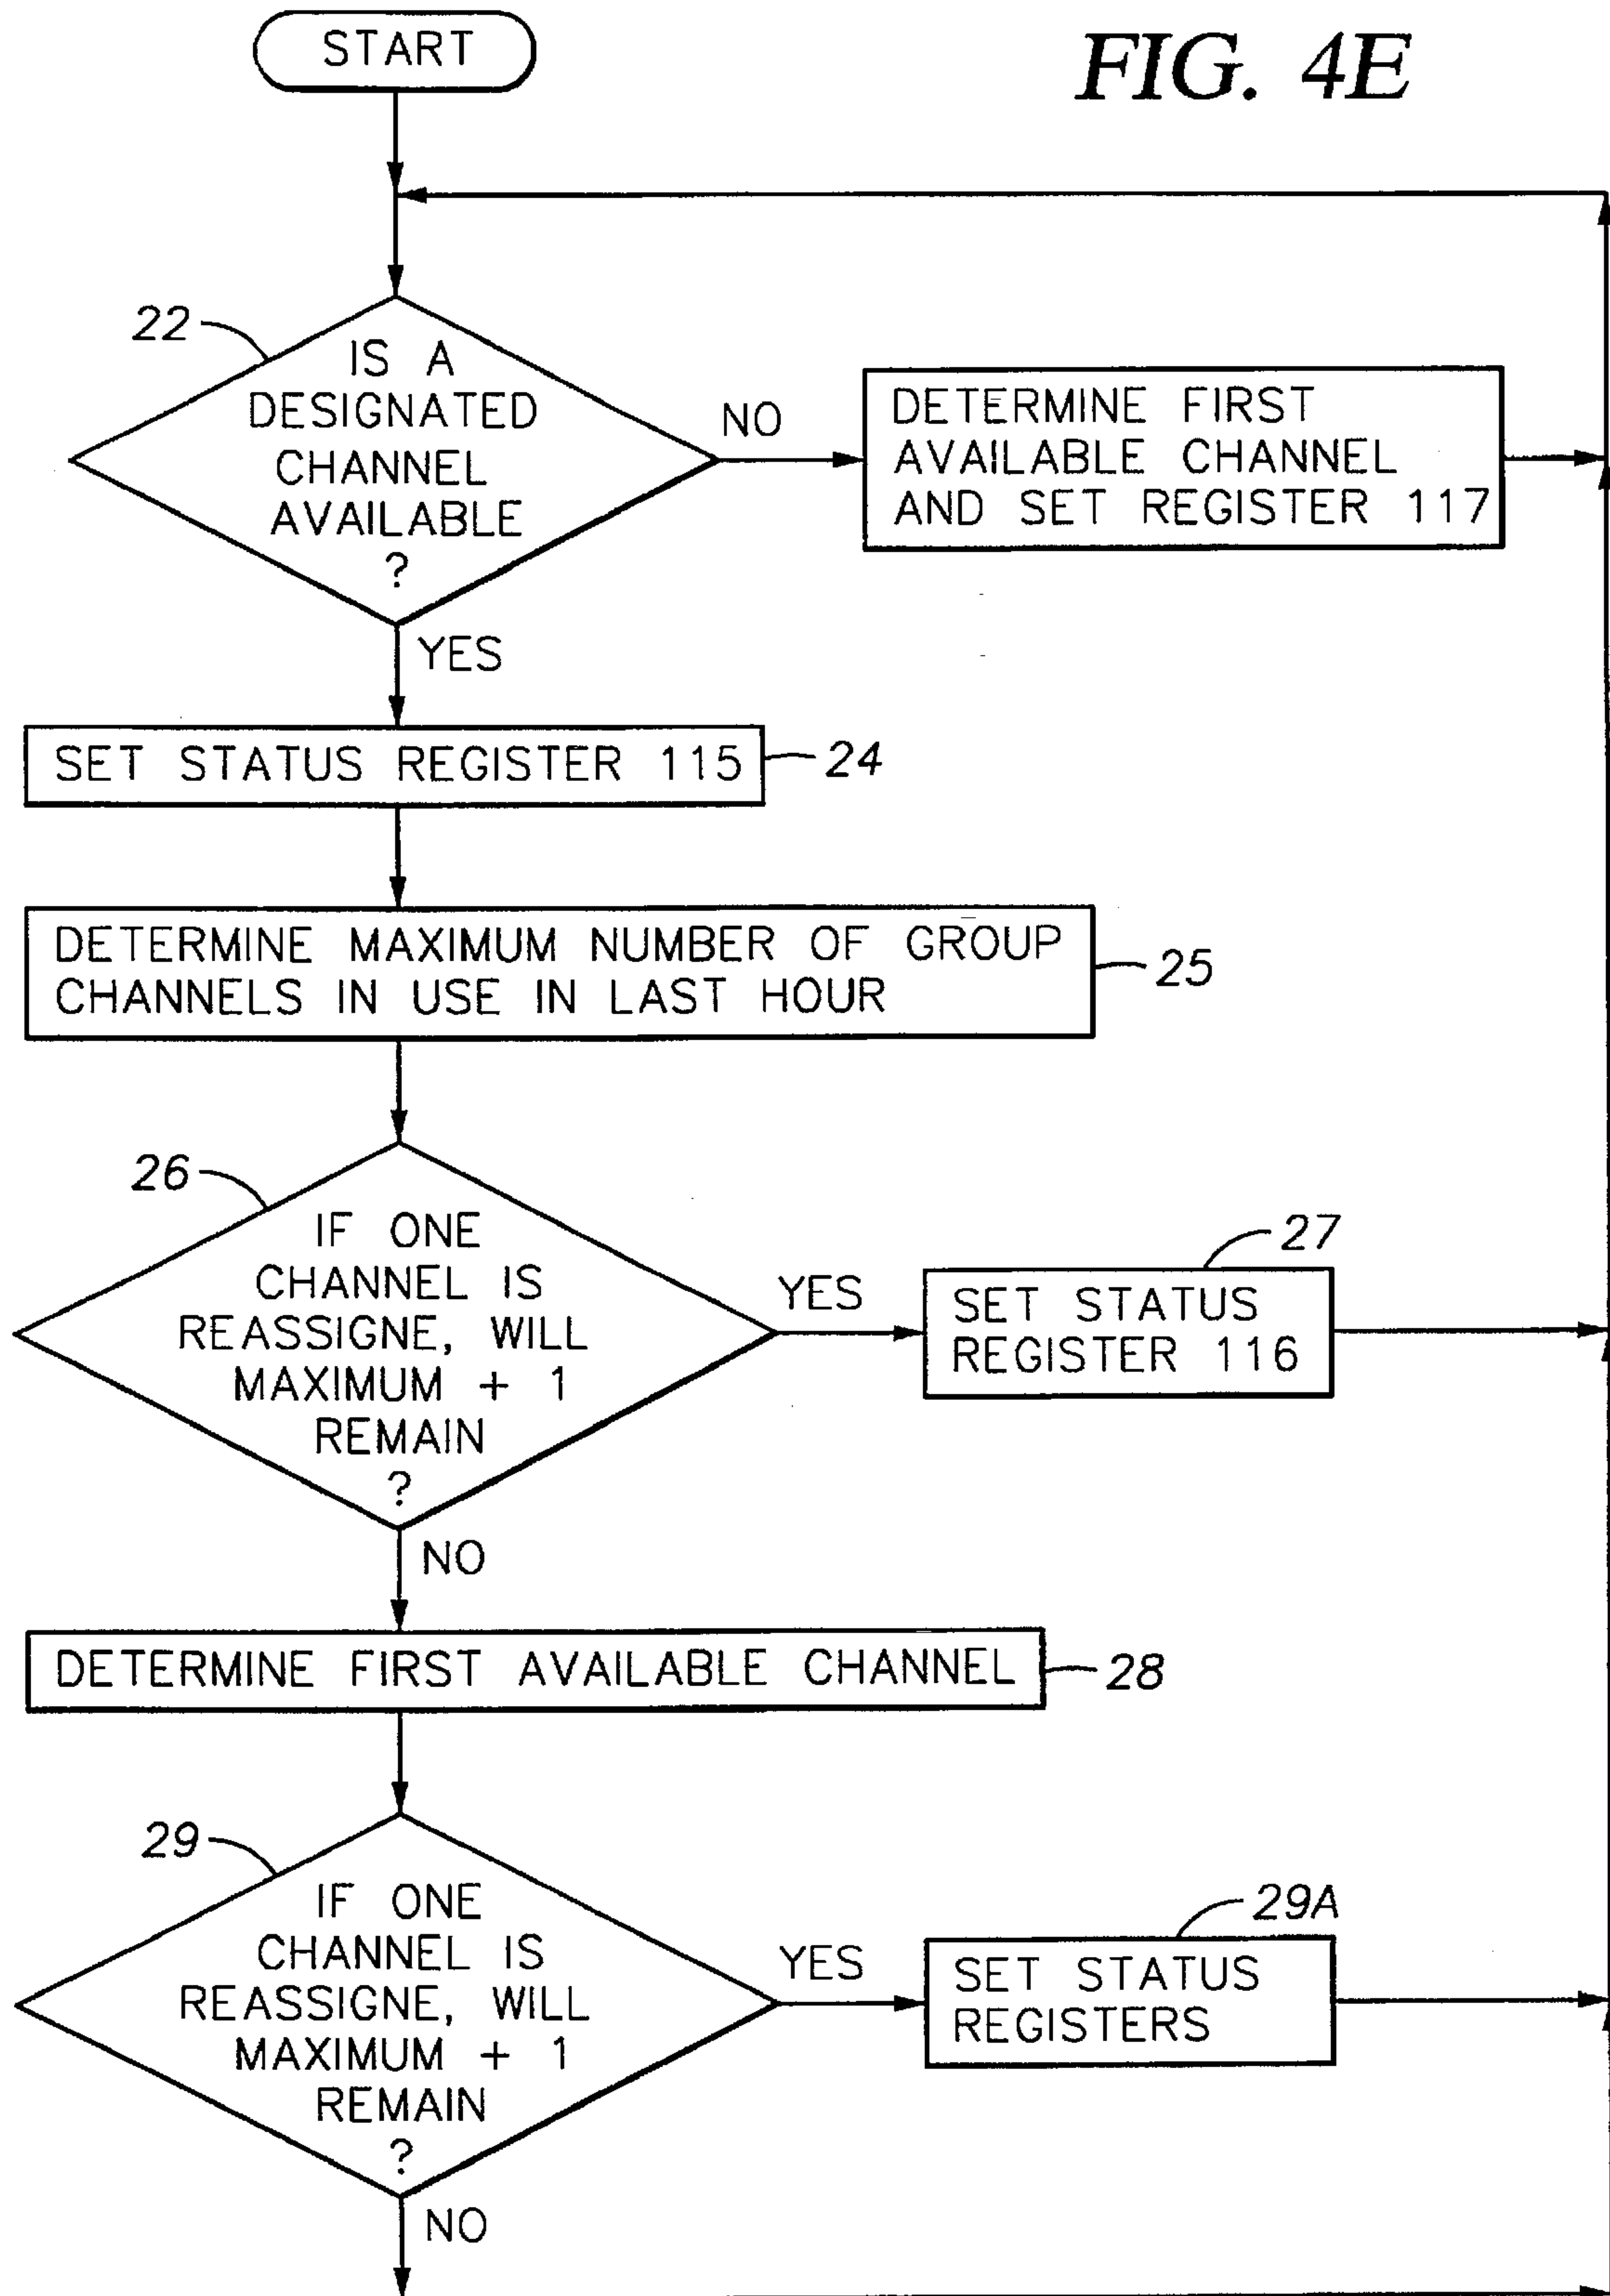 START
FIG. 4E
22
IS A
DESIGNATED
CHANNEL
AVAILABLE
?
NO
DETERMINE FIRST
AVAILABLE CHANNEL
AND SET REGISTER 117
YES
SET STATUS REGISTER 115
24
DETERMINE MAXIMUM NUMBER OF GROUP
CHANNELS IN USE IN LAST HOUR
25
26
IF ONE
CHANNEL IS
REASSIGNE, WILL
MAXIMUM + 1
REMAIN
?
YES
27
SET STATUS
REGISTER 116
NO
DETERMINE FIRST AVAILABLE CHANNEL
28
29
IF ONE
CHANNEL IS
REASSIGNE, WILL
MAXIMUM + 1
REMAIN
?
YES
29A
SET STATUS
REGISTERS
NO